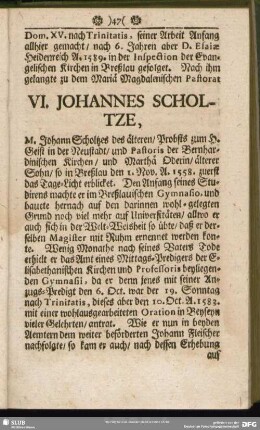 )47(
Dom. XV. nach Trinitatis, seiner Arbeit Anfang
allhier gemacht, nach 6. Jahren aber D. Esaiæ
Heidenreich A. 1589. in der Inspection der Evan-
gelischen Kirchen in Breßlau gefolget. Nach ihm
gelangte zu dem Mariä Magdalenischen Pastorat
VI. JOHANNES SCHOL-
TZE,
M. Johann Scholtzes des älteren, Probsts zum H.
Geist in der Neustadt, und Pastoris der Bernhar-
dinischen Kirchen, und Marthä Oderin, älterer
Sohn, so in Breßlau den 1. Nov. A. 1558. zuerst
das Tage-Licht erblicket. Den Anfang seines Stu-
direns machte er im Breßlauischen Gymnasio, und
bauete hernach auf den darinnen wohl-gelegten
Grund noch viel mehr auf Universitäten, allwo er
auch sich in der Welt-Weisheit so übte, daß er der-
selben Magister mit Ruhm ernennet werden kon-
te. Wenig Monathe nach seines Vaters Tode
erhielt er das Amt eines Mittags-Predigers der E-
lisabethanischen Kirchen und Professoris beyliegen-
den Gymnasii, da er denn jenes mit seiner An-
zugs-Predigt den 6. Oct. war der 19. Sonntag
nach Trinitatis, dieses aber den 10. Oct. A. 1583.
mit einer wohlausgearbeiteten Oration in Beyseyn
vieler Gelehrten, antrat. Wie er nun in beyden
Aemtern dem weiter beförderten Johann Fleischer
nachfolgte, so kam er auch, nach dessen Erhebung
auf
SLUB
DFG